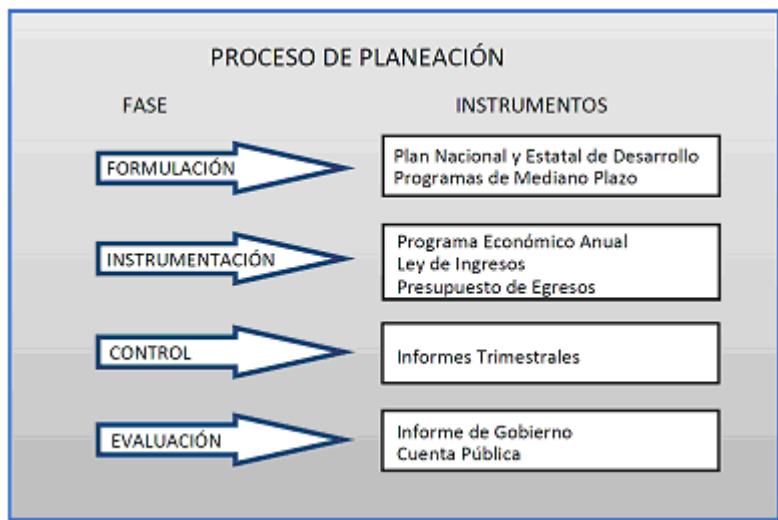 PROCESO DE PLANEACIÓN
FASE
INSTRUMENTOS
FORMULACIÓN
Plan Nacional y Estatal de Desarrollo
Programas de Mediano Plazo
INSTRUMENTACIÓN
Programa Económico Anual
Ley de Ingresos
Presupuesto de Egresos
CONTROL
Informes Trimestrales
EVALUACIÓN
Informe de Gobierno
Cuenta Pública